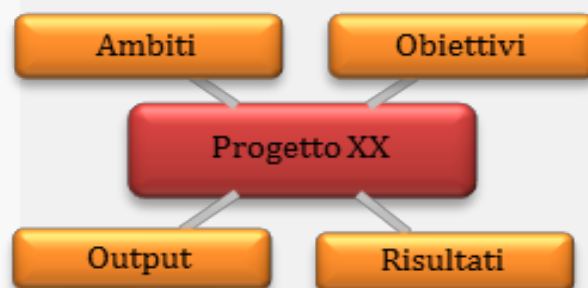 Ambiti
Obiettivi
Progetto XX
Output
Risultati